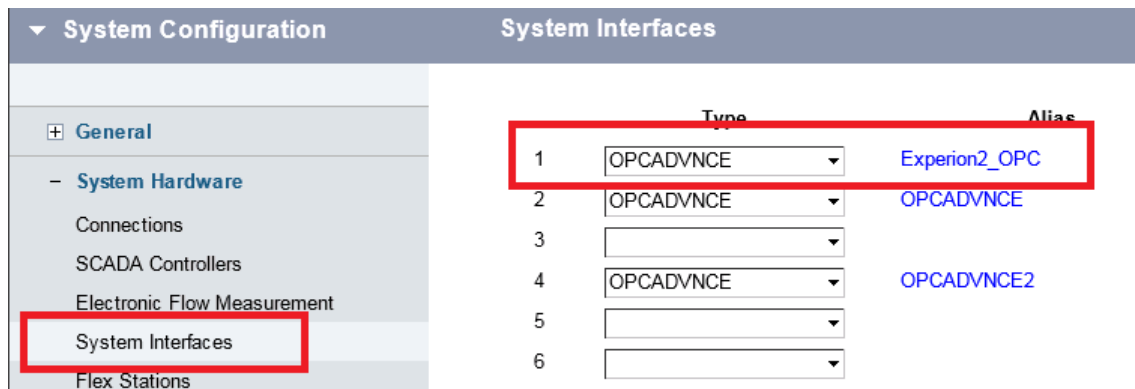 System Configuration
System Interfaces
General
System Hardware
Connections
SCADA Controllers
Electronic Flow Measurement
System Interfaces
Flex Stations
Type Alias
1 OPCADVNCE Experion2_OPC
2 OPCADVNCE OPCADVNCE
3
4 OPCADVNCE OPCADVNCE2
5
6